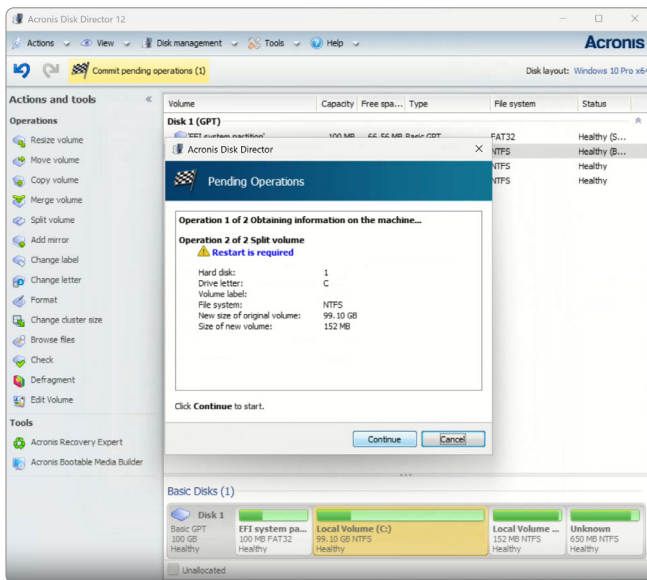 Acronis Disk Director 12
Actions View Disk management Tools Help Acronis
Commit pending operations (1) Disk layout: Windows 10 Pro x64
Actions and tools «
Operations
Resize volume
Move volume
Copy volume
Merge volume
Split volume
Add mirror
Change label
Change letter
Format
Change cluster size
Browse files
Check
Defragment
Edit Volume
Tools
Acronis Recovery Expert
Acronis Bootable Media Builder
Volume Capacity Free spa... Type File system Status
Disk 1 (GPT)
'EFI system partition' 100 MB 66.56 MB Basic GPT FAT32 Healthy (S...
NTFS Healthy (B...
NTFS Healthy
NTFS Healthy
Acronis Disk Director
Pending Operations
Operation 1 of 2 Obtaining information on the machine...
Operation 2 of 2 Split volume
Restart is required
Hard disk: 1
Drive letter: C
Volume label:
File system: NTFS
New size of original volume: 99.10 GB
Size of new volume: 152 MB
Click Continue to start.
Continue Cancel
Basic Disks (1)
Disk 1
Basic GPT
100 GB
Healthy
EFI system pa...
100 MB FAT32
Healthy
Local Volume (C:)
99.10 GB NTFS
Healthy
Local Volume ...
152 MB NTFS
Healthy
Unknown
650 MB NTFS
Healthy
Unallocated